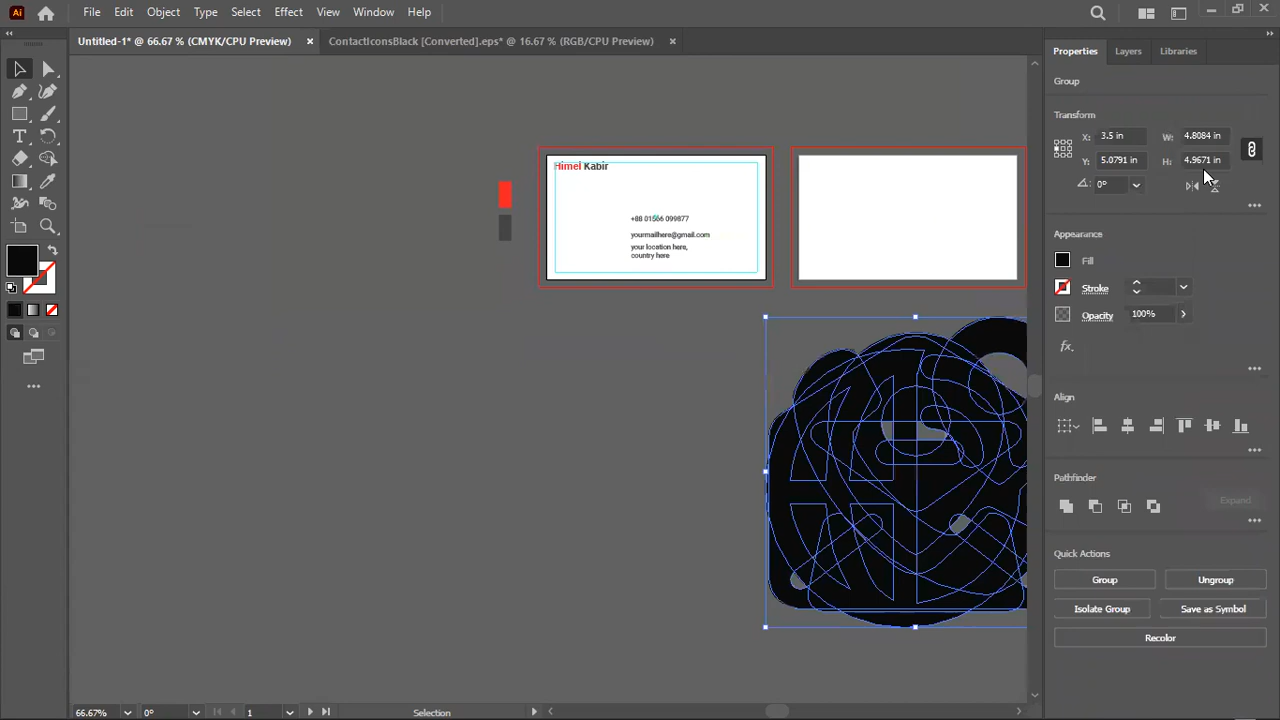 Ai File Edit Object Type Select Effect View Window Help
Untitled-1* @ 66.67 % (CMYK/CPU Preview) ContactIconsBlack [Converted].eps* @ 16.67 % (RGB/CPU Preview)
Properties Layers Libraries
Group
Transform
X: 3.5 in W: 4.8084 in
Y: 5.0791 in H: 4.9671 in
0°
Himel Kabir
+88 01566 099877
yourmailhere@gmail.com
your location here,
country here
Appearance
Fill
Stroke
Opacity 100%
fx.
Align
Pathfinder
Expand
Quick Actions
Group Ungroup
Isolate Group Save as Symbol
Recolor
66.67% 0° 1 Selection